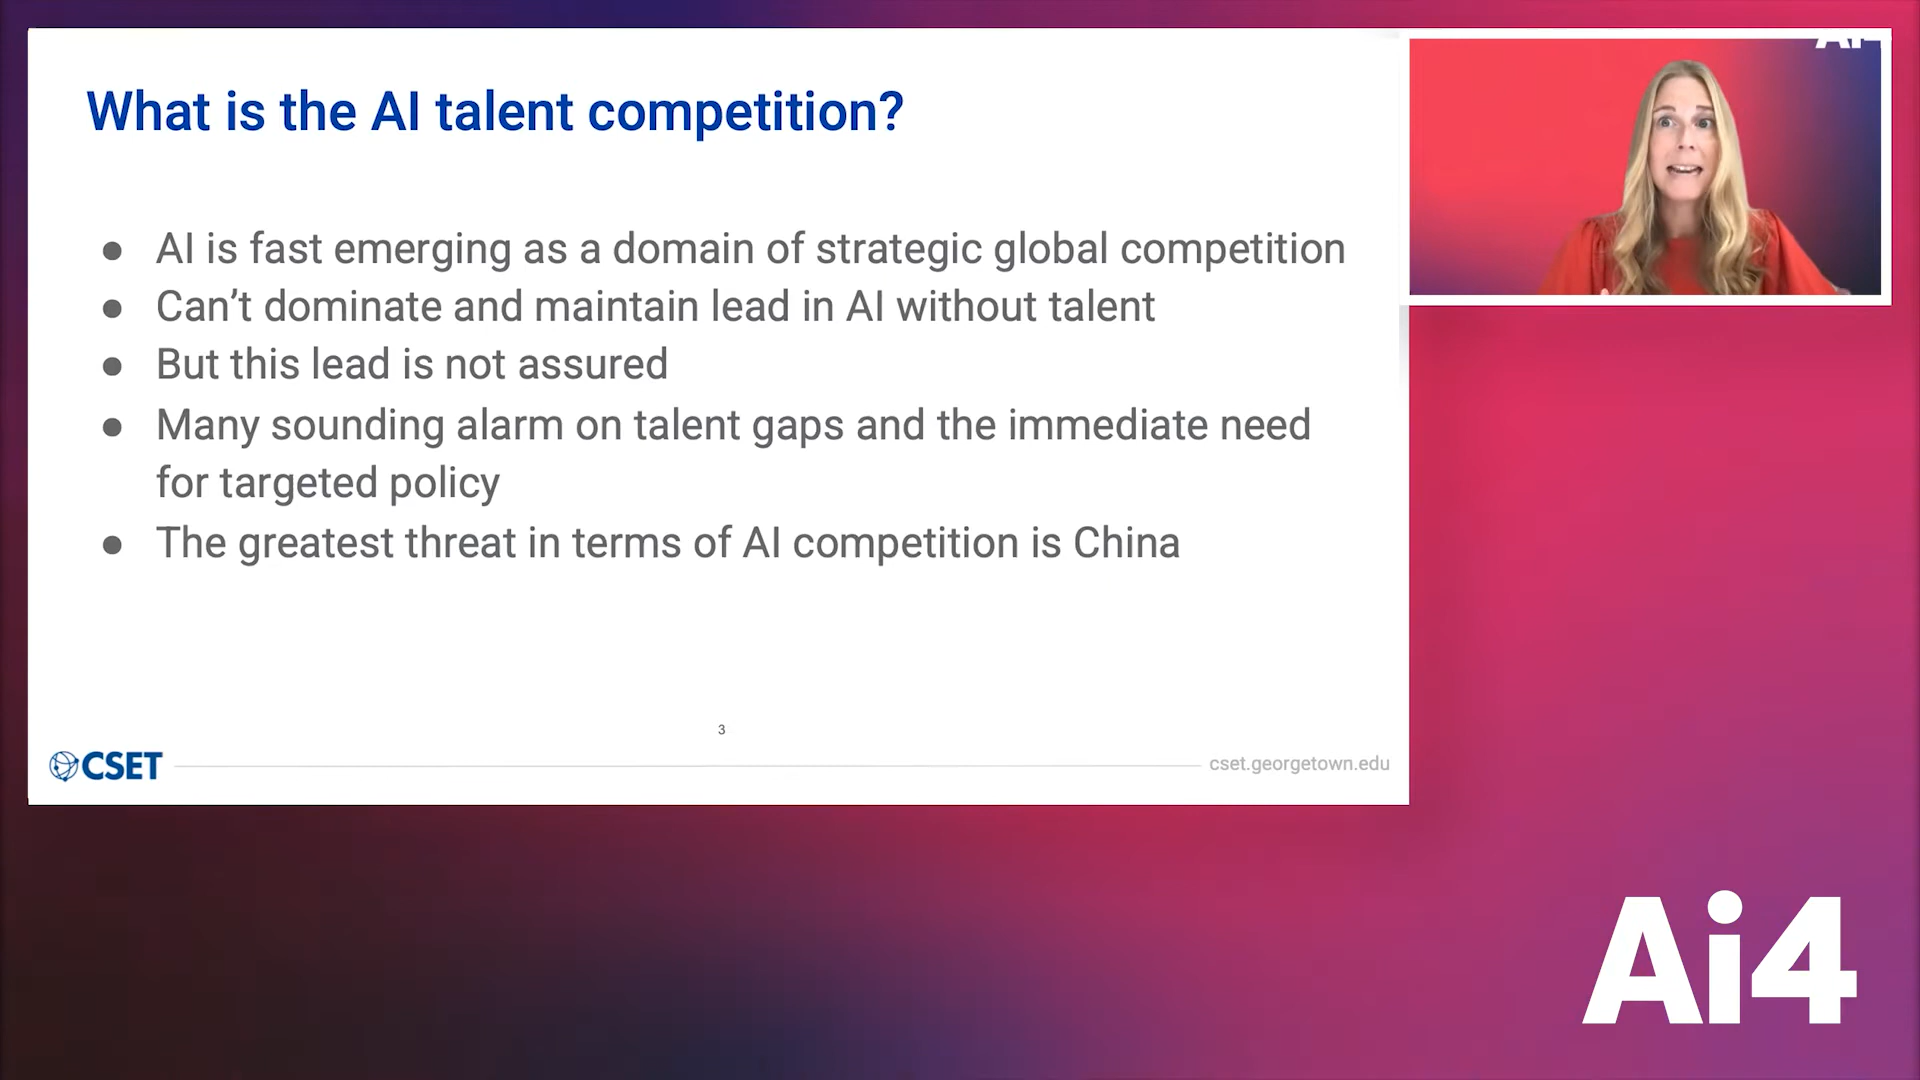 What is the AI talent competition?
● AI is fast emerging as a domain of strategic global competition
● Can’t dominate and maintain lead in AI without talent
● But this lead is not assured
● Many sounding alarm on talent gaps and the immediate need
for targeted policy
● The greatest threat in terms of AI competition is China
3
CSET
cset.georgetown.edu
Ai4
Ai4